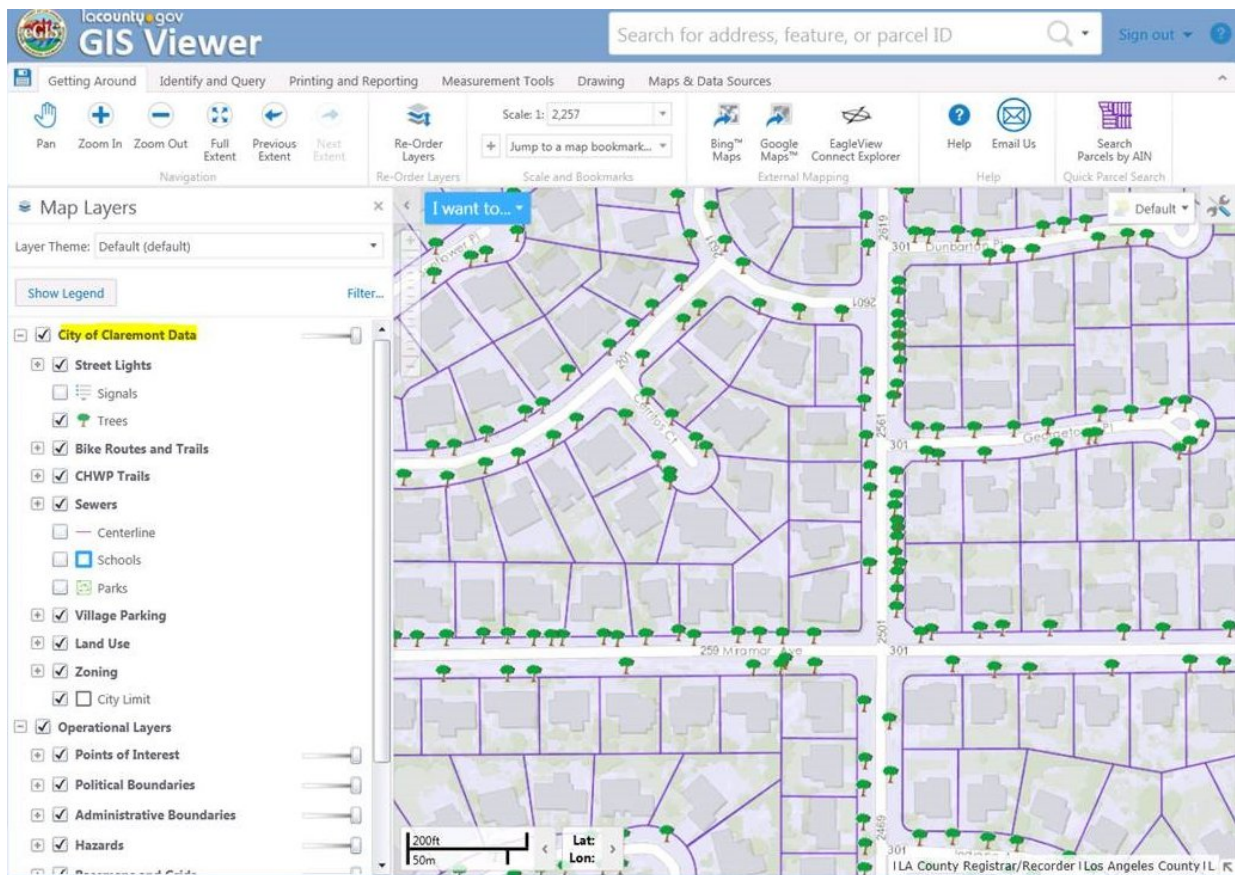 lacounty.gov
eGIS
GIS Viewer
Search for address, feature, or parcel ID
Sign out
?
Getting Around Identify and Query Printing and Reporting Measurement Tools Drawing Maps & Data Sources
Pan
Zoom In
Zoom Out
Full Extent
Previous Extent
Next Extent
Navigation
Re-Order Layers
Re-Order Layers
Scale: 1: 2,257
+ Jump to a map bookmark...
Scale and Bookmarks
Bing™ Maps
Google Maps™
EagleView Connect Explorer
External Mapping
?
Help
Email Us
Help
Search Parcels by AIN
Quick Parcel Search
Map Layers
Layer Theme: Default (default)
Show Legend
Filter...
City of Claremont Data
Street Lights
Signals
Trees
Bike Routes and Trails
CHWP Trails
Sewers
Centerline
Schools
Parks
Village Parking
Land Use
Zoning
City Limit
Operational Layers
Points of Interest
Political Boundaries
Administrative Boundaries
Hazards
I want to...
Default
2619
301 Dunbarton Pl
2601
201
Cerritos Ct
2561
301 Georgetown Pl
2501
259 Miramar Ave
301
2469
301
200ft
50m
Lat:
Lon:
LA County Registrar/Recorder | Los Angeles County | L